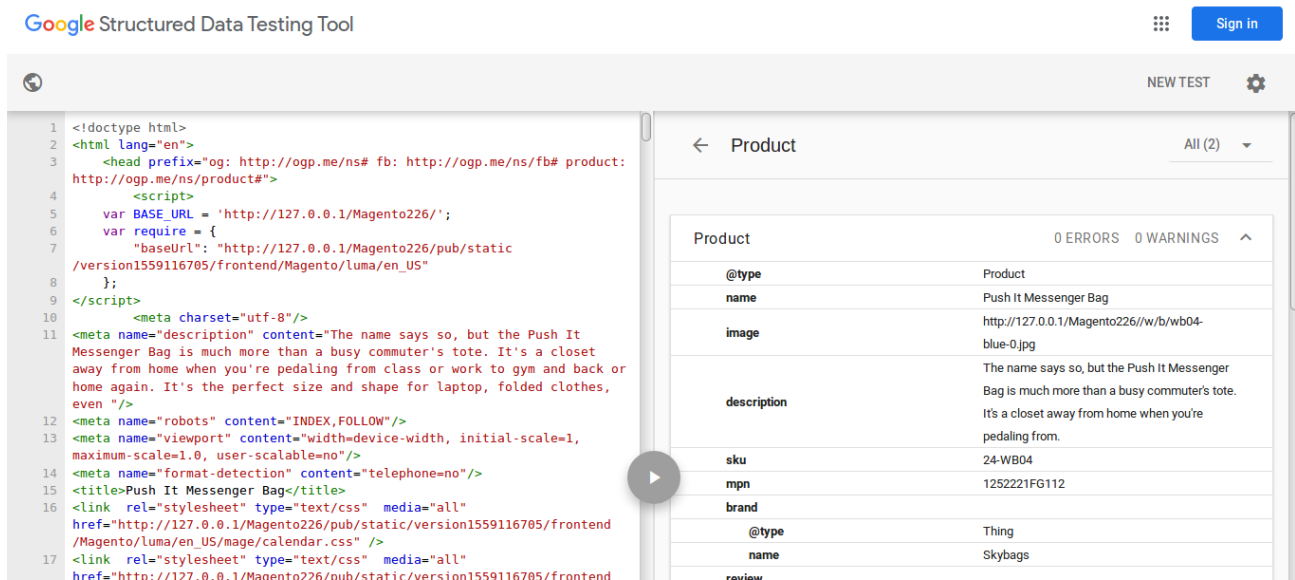 Google Structured Data Testing Tool
Sign in
NEW TEST
1 <!doctype html>
2 <html lang="en">
3 <head prefix="og: http://ogp.me/ns# fb: http://ogp.me/ns/fb# product:
http://ogp.me/ns/product#">
4 <script>
5 var BASE_URL = 'http://127.0.0.1/Magento226/';
6 var require = {
7 "baseUrl": "http://127.0.0.1/Magento226/pub/static
/version1559116705/frontend/Magento/luma/en_US"
8 };
9 </script>
10 <meta charset="utf-8"/>
11 <meta name="description" content="The name says so, but the Push It
Messenger Bag is much more than a busy commuter's tote. It's a closet
away from home when you're pedaling from class or work to gym and back or
home again. It's the perfect size and shape for laptop, folded clothes,
even "/>
12 <meta name="robots" content="INDEX,FOLLOW"/>
13 <meta name="viewport" content="width=device-width, initial-scale=1,
maximum-scale=1.0, user-scalable=no"/>
14 <meta name="format-detection" content="telephone=no"/>
15 <title>Push It Messenger Bag</title>
16 <link  rel="stylesheet" type="text/css"  media="all"
href="http://127.0.0.1/Magento226/pub/static/version1559116705/frontend
/Magento/luma/en_US/mage/calendar.css" />
17 <link  rel="stylesheet" type="text/css"  media="all"
href="http://127.0.0.1/Magento226/pub/static/version1559116705/frontend
Product
All (2)
Product 0 ERRORS 0 WARNINGS
@type Product
name Push It Messenger Bag
image http://127.0.0.1/Magento226//w/b/wb04-
blue-0.jpg
description The name says so, but the Push It Messenger
Bag is much more than a busy commuter's tote.
It's a closet away from home when you're
pedaling from.
sku 24-WB04
mpn 1252221FG112
brand
@type Thing
name Skybags
review